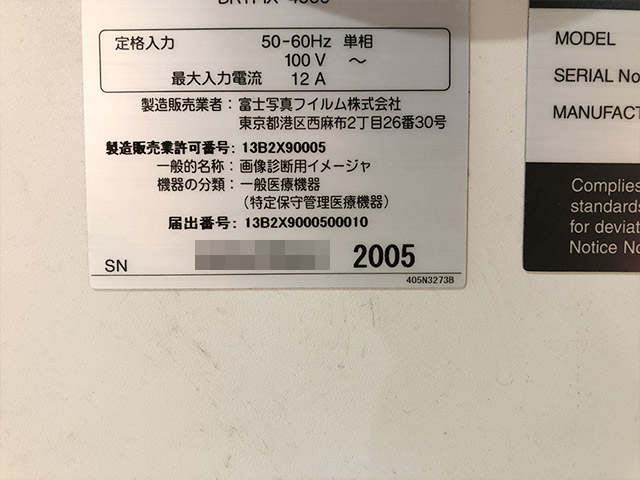 定格入力 50-60Hz 単相
100 V ～
最大入力電流 12 A
製造販売業者：富士写真フイルム株式会社
東京都港区西麻布2丁目26番30号
製造販売業許可番号: 13B2X90005
一般的名称：画像診断用イメージャ
機器の分類：一般医療機器
（特定保守管理医療機器）
届出番号: 13B2X9000500010
SN 2005
405N3273B
MODEL
SERIAL No
MANUFACT
Complies
standards
for deviat
Notice No